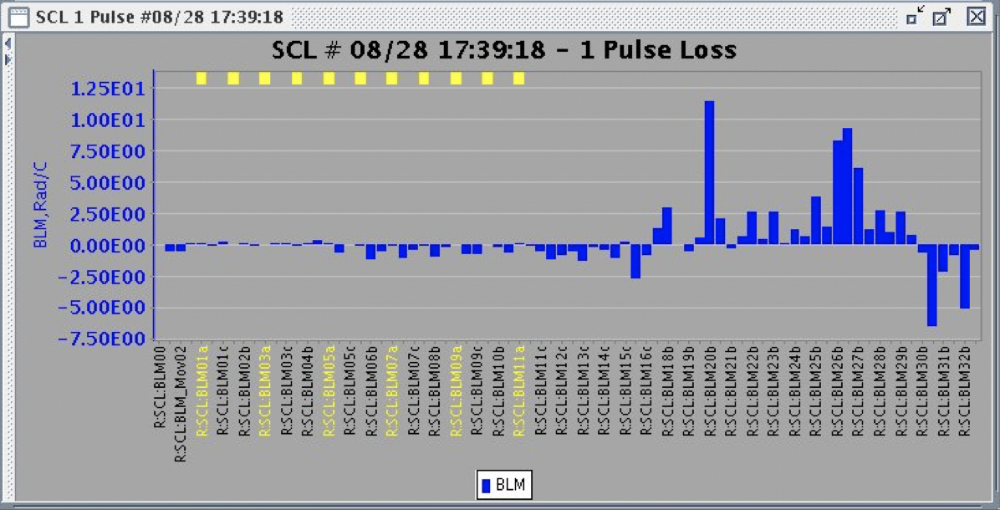 SCL 1 Pulse #08/28 17:39:18
SCL # 08/28 17:39:18 - 1 Pulse Loss
BLM,Rad/C
1.25E01
1.00E01
7.50E00
5.00E00
2.50E00
0.00E00
-2.50E00
-5.00E00
-7.50E00
R:SCL:BLM00
R:SCL:BLM_Mov02
R:SCL:BLM01a
R:SCL:BLM01c
R:SCL:BLM02b
R:SCL:BLM03a
R:SCL:BLM03c
R:SCL:BLM04b
R:SCL:BLM05a
R:SCL:BLM05c
R:SCL:BLM06b
R:SCL:BLM07a
R:SCL:BLM07c
R:SCL:BLM08b
R:SCL:BLM09a
R:SCL:BLM09c
R:SCL:BLM10b
R:SCL:BLM11a
R:SCL:BLM11c
R:SCL:BLM12c
R:SCL:BLM13c
R:SCL:BLM14c
R:SCL:BLM15c
R:SCL:BLM16c
R:SCL:BLM18b
R:SCL:BLM19b
R:SCL:BLM20b
R:SCL:BLM21b
R:SCL:BLM22b
R:SCL:BLM23b
R:SCL:BLM24b
R:SCL:BLM25b
R:SCL:BLM26b
R:SCL:BLM27b
R:SCL:BLM28b
R:SCL:BLM29b
R:SCL:BLM30b
R:SCL:BLM31b
R:SCL:BLM32b
BLM